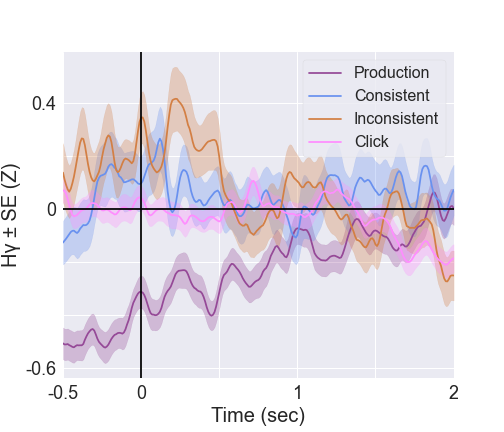 Production
Consistent
Inconsistent
Click
0.4
0
-0.6
Hγ ± SE (Z)
-0.5 0 1 2
Time (sec)